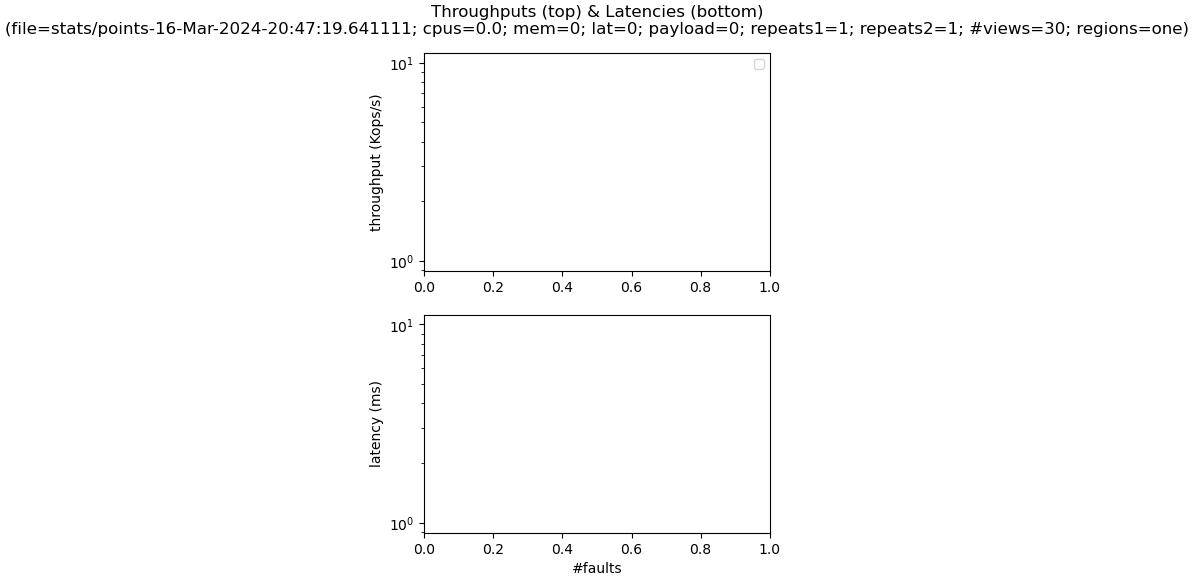 Throughputs (top) & Latencies (bottom)
(file=stats/points-16-Mar-2024-20:47:19.641111; cpus=0.0; mem=0; lat=0; payload=0; repeats1=1; repeats2=1; #views=30; regions=one)
10¹
throughput (Kops/s)
10⁰
0.0 0.2 0.4 0.6 0.8 1.0
10¹
latency (ms)
10⁰
0.0 0.2 0.4 0.6 0.8 1.0
#faults